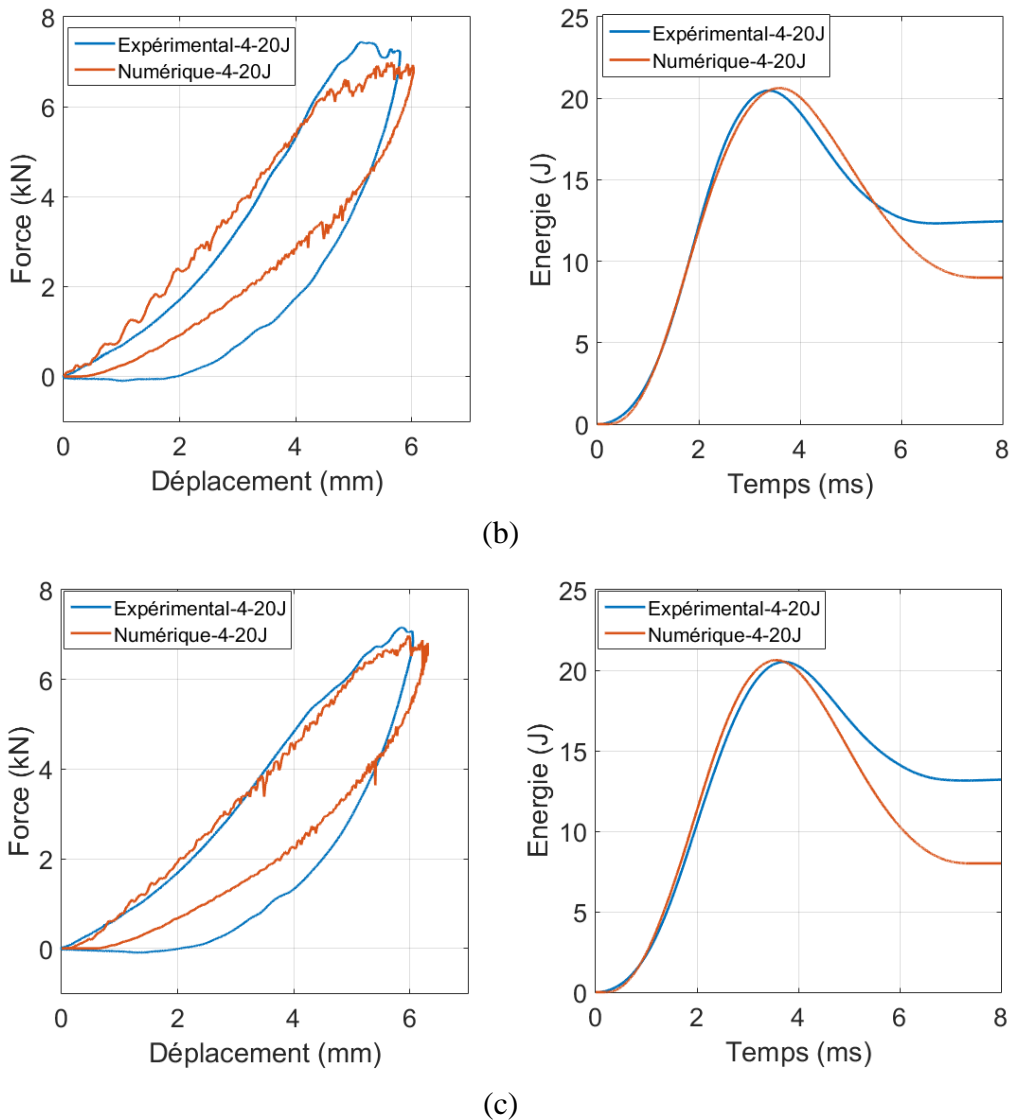 8
6
4
2
0
Force (kN)
Expérimental-4-20J
Numérique-4-20J
0
2
4
6
Déplacement (mm)
25
20
15
10
5
0
Energie (J)
Expérimental-4-20J
Numérique-4-20J
0
2
4
6
8
Temps (ms)
(b)
8
6
4
2
0
Force (kN)
Expérimental-4-20J
Numérique-4-20J
0
2
4
6
Déplacement (mm)
25
20
15
10
5
0
Energie (J)
Expérimental-4-20J
Numérique-4-20J
0
2
4
6
8
Temps (ms)
(c)